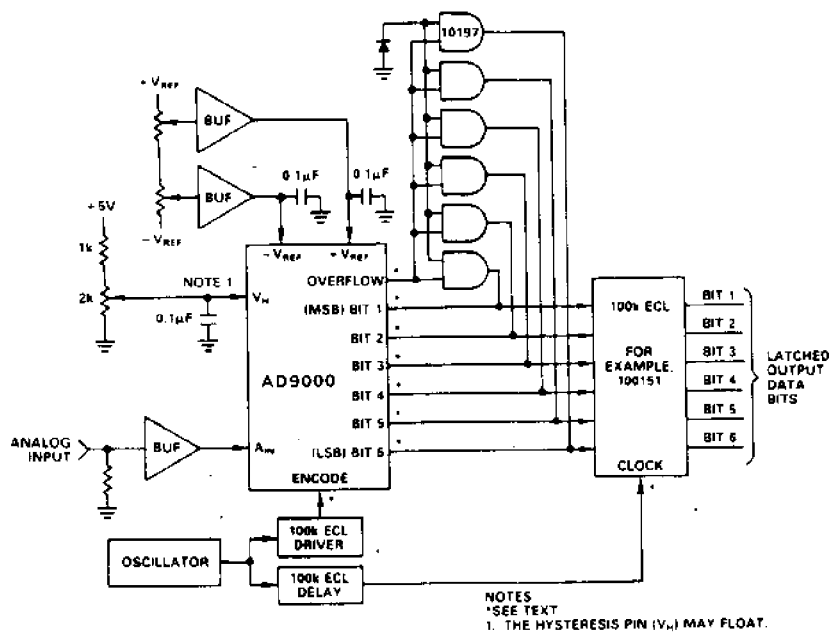 10197
+ VREF
BUF
BUF
0.1µF
0.1µF
+5V
- VREF
1k
- VREF
+ VREF
OVERFLOW
*
NOTE 1
VH
(MSB) BIT 1
*
100k ECL
BIT 1
2k
0.1µF
BIT 2
*
BIT 2
FOR
EXAMPLE,
100151
BIT 3
*
BIT 3
LATCHED
OUTPUT
DATA
BITS
AD9000
BIT 4
*
BIT 4
BIT 5
*
BIT 5
ANALOG
INPUT
BUF
AIN
(LSB) BIT 6
*
BIT 6
ENCODE
CLOCK
*
*
100k ECL
DRIVER
OSCILLATOR
100k ECL
DELAY
NOTES
*SEE TEXT
1. THE HYSTERESIS PIN (VH) MAY FLOAT.